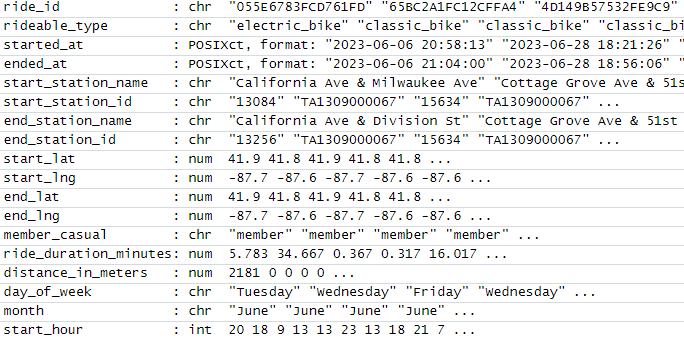 ride_id : chr "055E6783FCD761FD" "65BC2A1FC12CFFA4" "4D149B57532FE9C9"
rideable_type : chr "electric_bike" "classic_bike" "classic_bike" "classic_bi
started_at : POSIXct, format: "2023-06-06 20:58:13" "2023-06-28 18:21:26" "
ended_at : POSIXct, format: "2023-06-06 21:04:00" "2023-06-28 18:56:06" "
start_station_name : chr "California Ave & Milwaukee Ave" "Cottage Grove Ave & 51s
start_station_id : chr "13084" "TA1309000067" "15634" "TA1309000067" ...
end_station_name : chr "California Ave & Division St" "Cottage Grove Ave & 51st
end_station_id : chr "13256" "TA1309000067" "15634" "TA1309000067" ...
start_lat : num 41.9 41.8 41.9 41.8 41.8 ...
start_lng : num -87.7 -87.6 -87.7 -87.6 -87.6 ...
end_lat : num 41.9 41.8 41.9 41.8 41.8 ...
end_lng : num -87.7 -87.6 -87.7 -87.6 -87.6 ...
member_casual : chr "member" "member" "member" "member" ...
ride_duration_minutes: num 5.783 34.667 0.367 0.317 16.017 ...
distance_in_meters : num 2181 0 0 0 0 ...
day_of_week : chr "Tuesday" "Wednesday" "Friday" "Wednesday" ...
month : chr "June" "June" "June" "June" ...
start_hour : int 20 18 9 13 13 23 13 18 21 7 ...